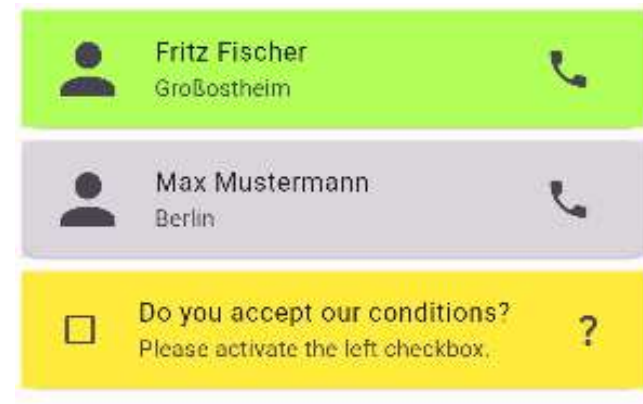 Fritz Fischer
Großostheim
Max Mustermann
Berlin
Do you accept our conditions?
Please activate the left checkbox.
?